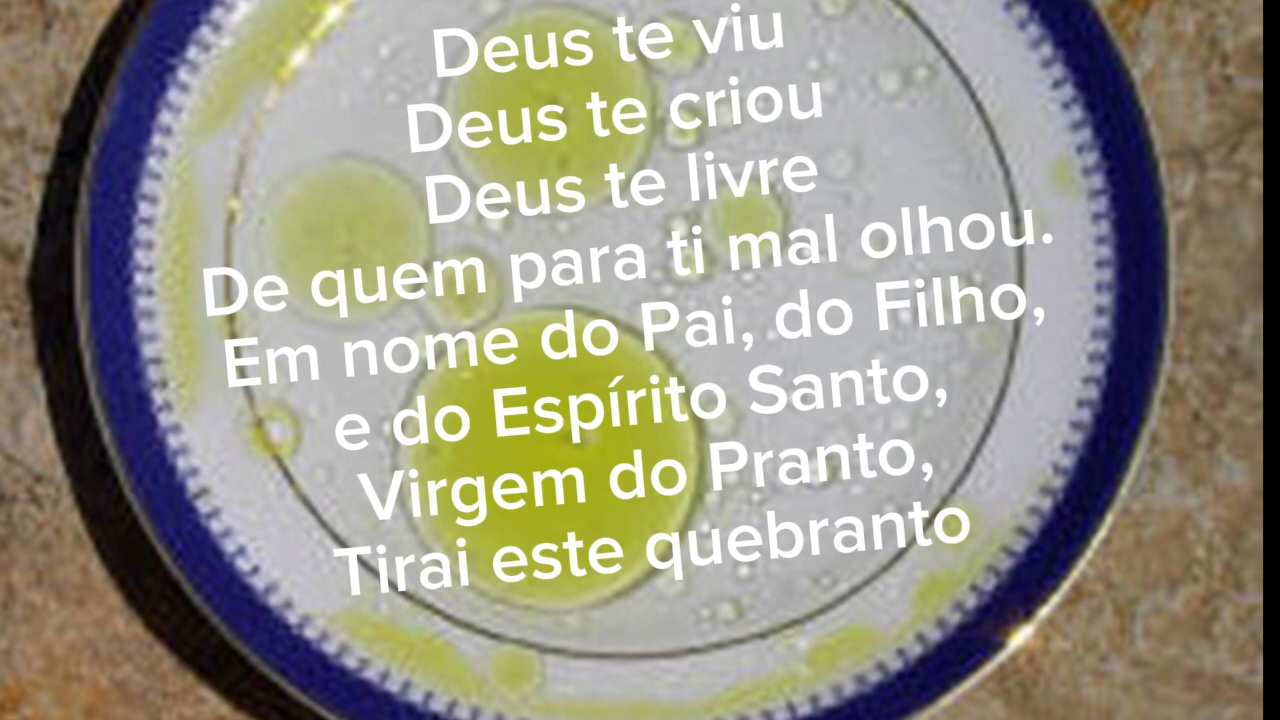 Deus te viu
Deus te criou
Deus te livre
De quem para ti mal olhou.
Em nome do Pai, do Filho,
e do Espírito Santo,
Virgem do Pranto,
Tirai este quebranto